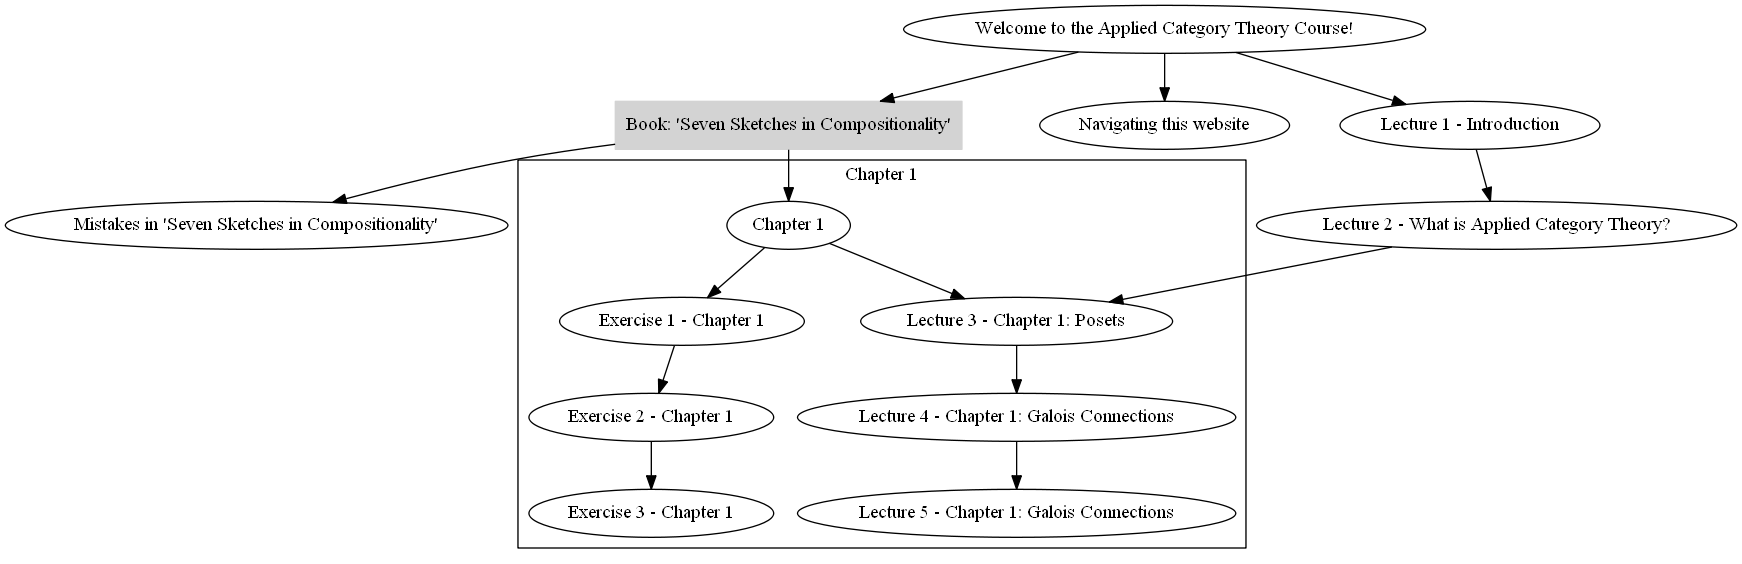 Welcome to the Applied Category Theory Course!
Book: 'Seven Sketches in Compositionality'
Navigating this website
Lecture 1 - Introduction
Chapter 1
Mistakes in 'Seven Sketches in Compositionality'
Chapter 1
Lecture 2 - What is Applied Category Theory?
Exercise 1 - Chapter 1
Lecture 3 - Chapter 1: Posets
Exercise 2 - Chapter 1
Lecture 4 - Chapter 1: Galois Connections
Exercise 3 - Chapter 1
Lecture 5 - Chapter 1: Galois Connections